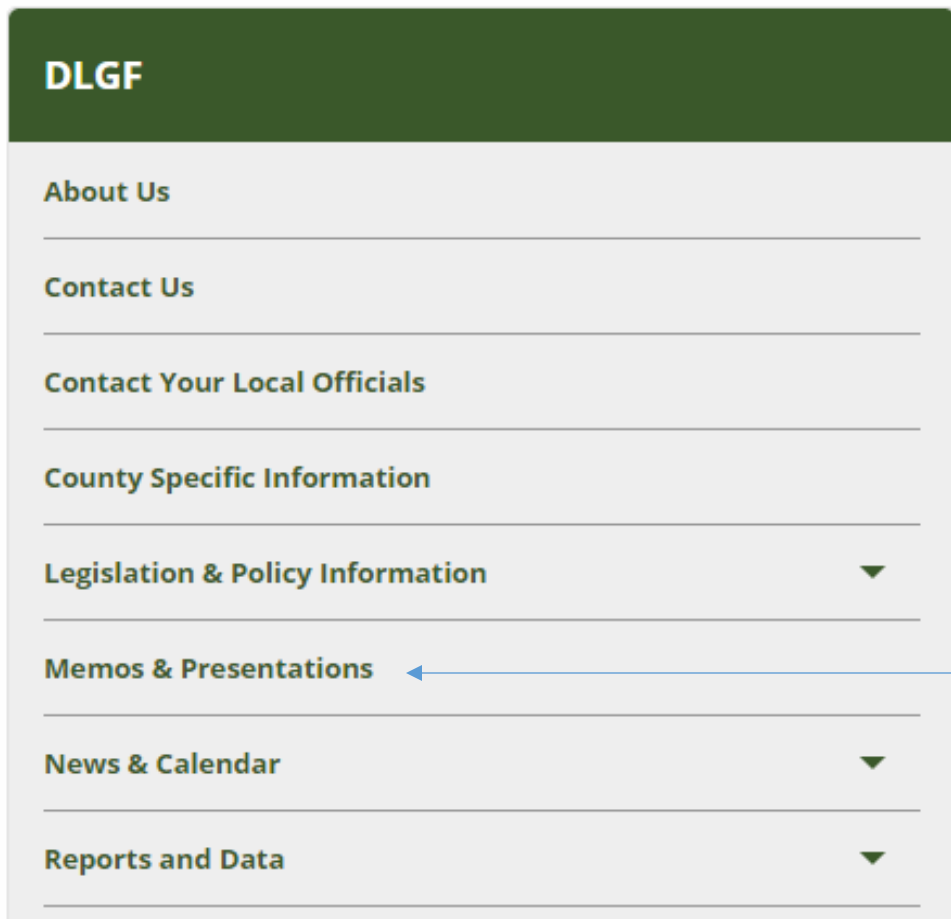 DLGF
About Us
Contact Us
Contact Your Local Officials
County Specific Information
Legislation & Policy Information
Memos & Presentations
News & Calendar
Reports and Data